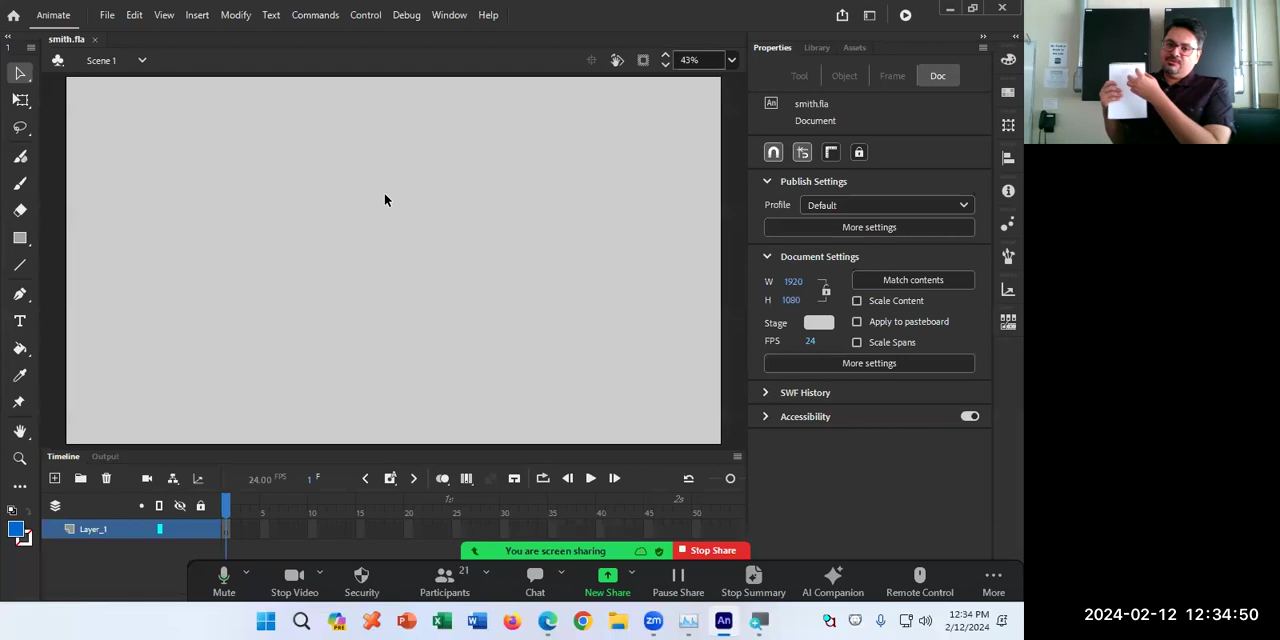 Animate
File Edit View Insert Modify Text Commands Control Debug Window Help
smith.fla ×
Scene 1
43%
1
Properties Library Assets
Tool Object Frame Doc
An smith.fla
Document
Publish Settings
Profile Default
More settings
Document Settings
W 1920 Match contents
H 1080 Scale Content
Stage Apply to pasteboard
FPS 24 Scale Spans
More settings
SWF History
Accessibility
Timeline Output
24.00 FPS 1 F
1s 2s
5 10 15 20 25 30 35 40 45 50
Layer_1
You are screen sharing Stop Share
21
Mute Stop Video Security Participants Chat New Share Pause Share Stop Summary AI Companion Remote Control More
12:34 PM
2/12/2024
2024-02-12 12:34:50